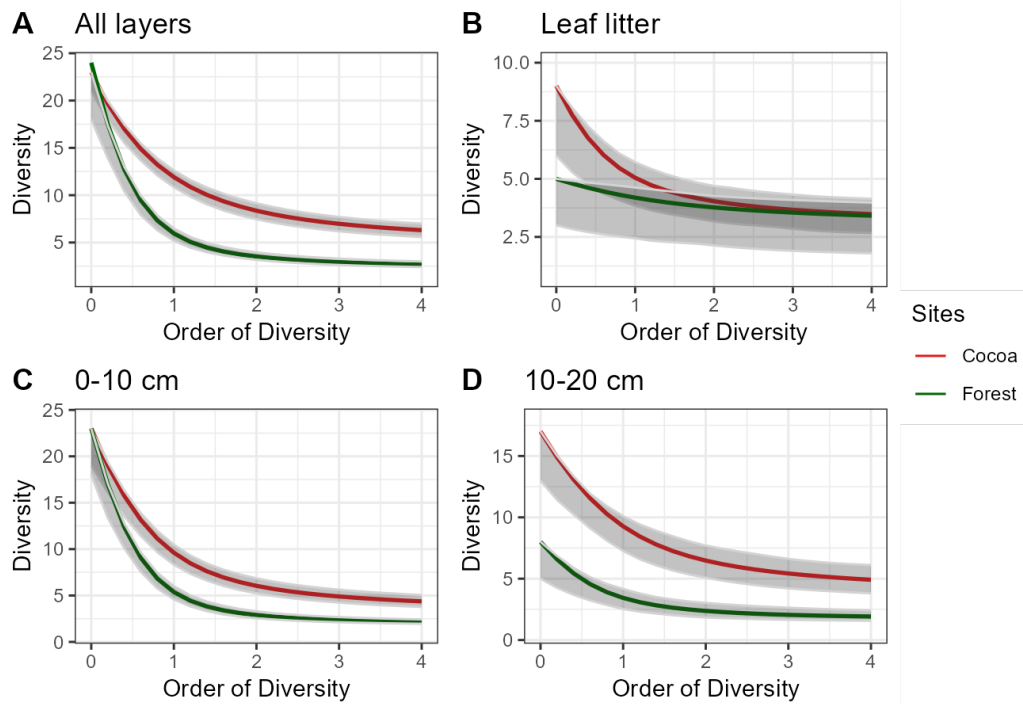 A All layers
25
20
15
10
5
Diversity
0 1 2 3 4
Order of Diversity
B Leaf litter
10.0
7.5
5.0
2.5
Diversity
0 1 2 3 4
Order of Diversity
Sites
Cocoa
Forest
C 0-10 cm
25
20
15
10
5
0
Diversity
0 1 2 3 4
Order of Diversity
D 10-20 cm
15
10
5
0
Diversity
0 1 2 3 4
Order of Diversity